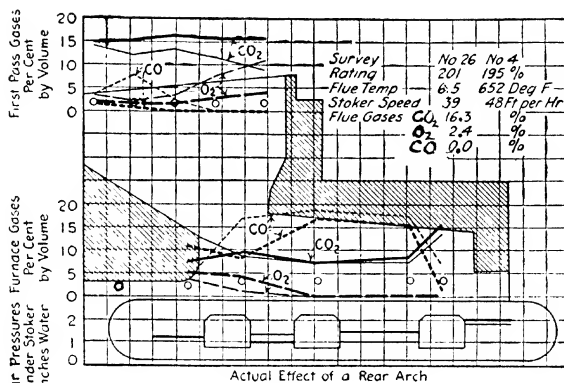 First Pass Gases
Per Cent
by Volume
20
15
10
5
0
CO
CO2
O2
Survey No 26 No 4
Rating 201 195 %
Flue Temp 6.5 652 Deg F
Stoker Speed 39 48 Ft per Hr
Flue Gases CO2 16.3 %
O2 2.4 %
CO 0.0 %
Furnace Gases
Per Cent
by Volume
20
15
10
5
0
CO
CO2
O2
ir Pressures
nder Stoker
nches Water
2
1
0
Actual Effect of a Rear Arch